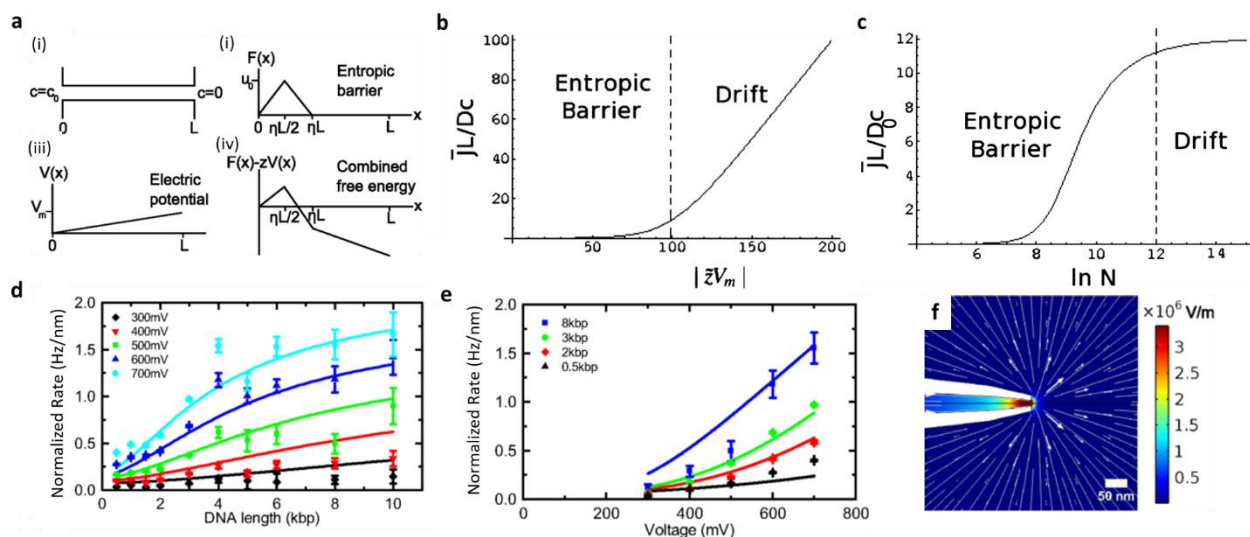 a
(i)
c=c₀
c=0
0
L
(i)
F(x)
u₀
Entropic
barrier
x
0
ηL/2
ηL
L
(iii)
V(x)
Electric
potential
Vₘ
0
L
(iv)
F(x)-zV(x)
Combined
free energy
x
ηL/2
ηL
L
b
J̄L/Dc
100
80
60
40
20
Entropic
Barrier
Drift
50
100
150
200
| z̃Vₘ |
c
J̄L/D₀c
12
10
8
6
4
2
Entropic
Barrier
Drift
6
8
10
12
14
ln N
d
Normalized Rate (Hz/nm)
2.0
1.5
1.0
0.5
0.0
300mV
400mV
500mV
600mV
700mV
0
2
4
6
8
10
DNA length (kbp)
e
Normalized Rate (Hz/nm)
2.0
1.5
1.0
0.5
0.0
8kbp
3kbp
2kbp
0.5kbp
0
200
400
600
800
Voltage (mV)
f
×10⁶ V/m
3
2.5
2
1.5
1
0.5
50 nm